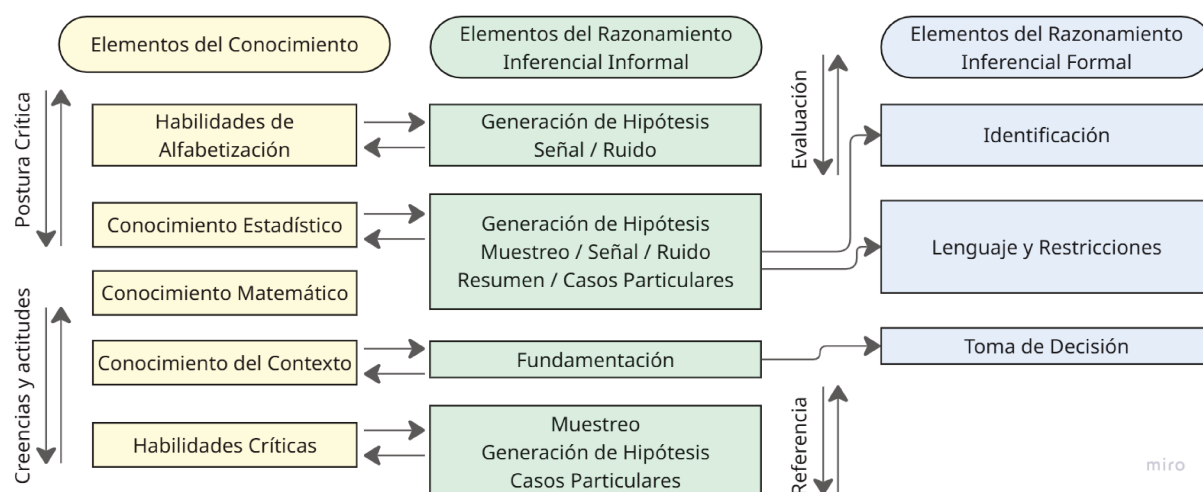 Elementos del Conocimiento
Elementos del Razonamiento
Inferencial Informal
Elementos del Razonamiento
Inferencial Formal
Postura Crítica
Creencias y actitudes
Habilidades de
Alfabetización
Conocimiento Estadístico
Conocimiento Matemático
Conocimiento del Contexto
Habilidades Críticas
Generación de Hipótesis
Señal / Ruido
Generación de Hipótesis
Muestreo / Señal / Ruido
Resumen / Casos Particulares
Fundamentación
Muestreo
Generación de Hipótesis
Casos Particulares
Evaluación
Referencia
Identificación
Lenguaje y Restricciones
Toma de Decisión
miro